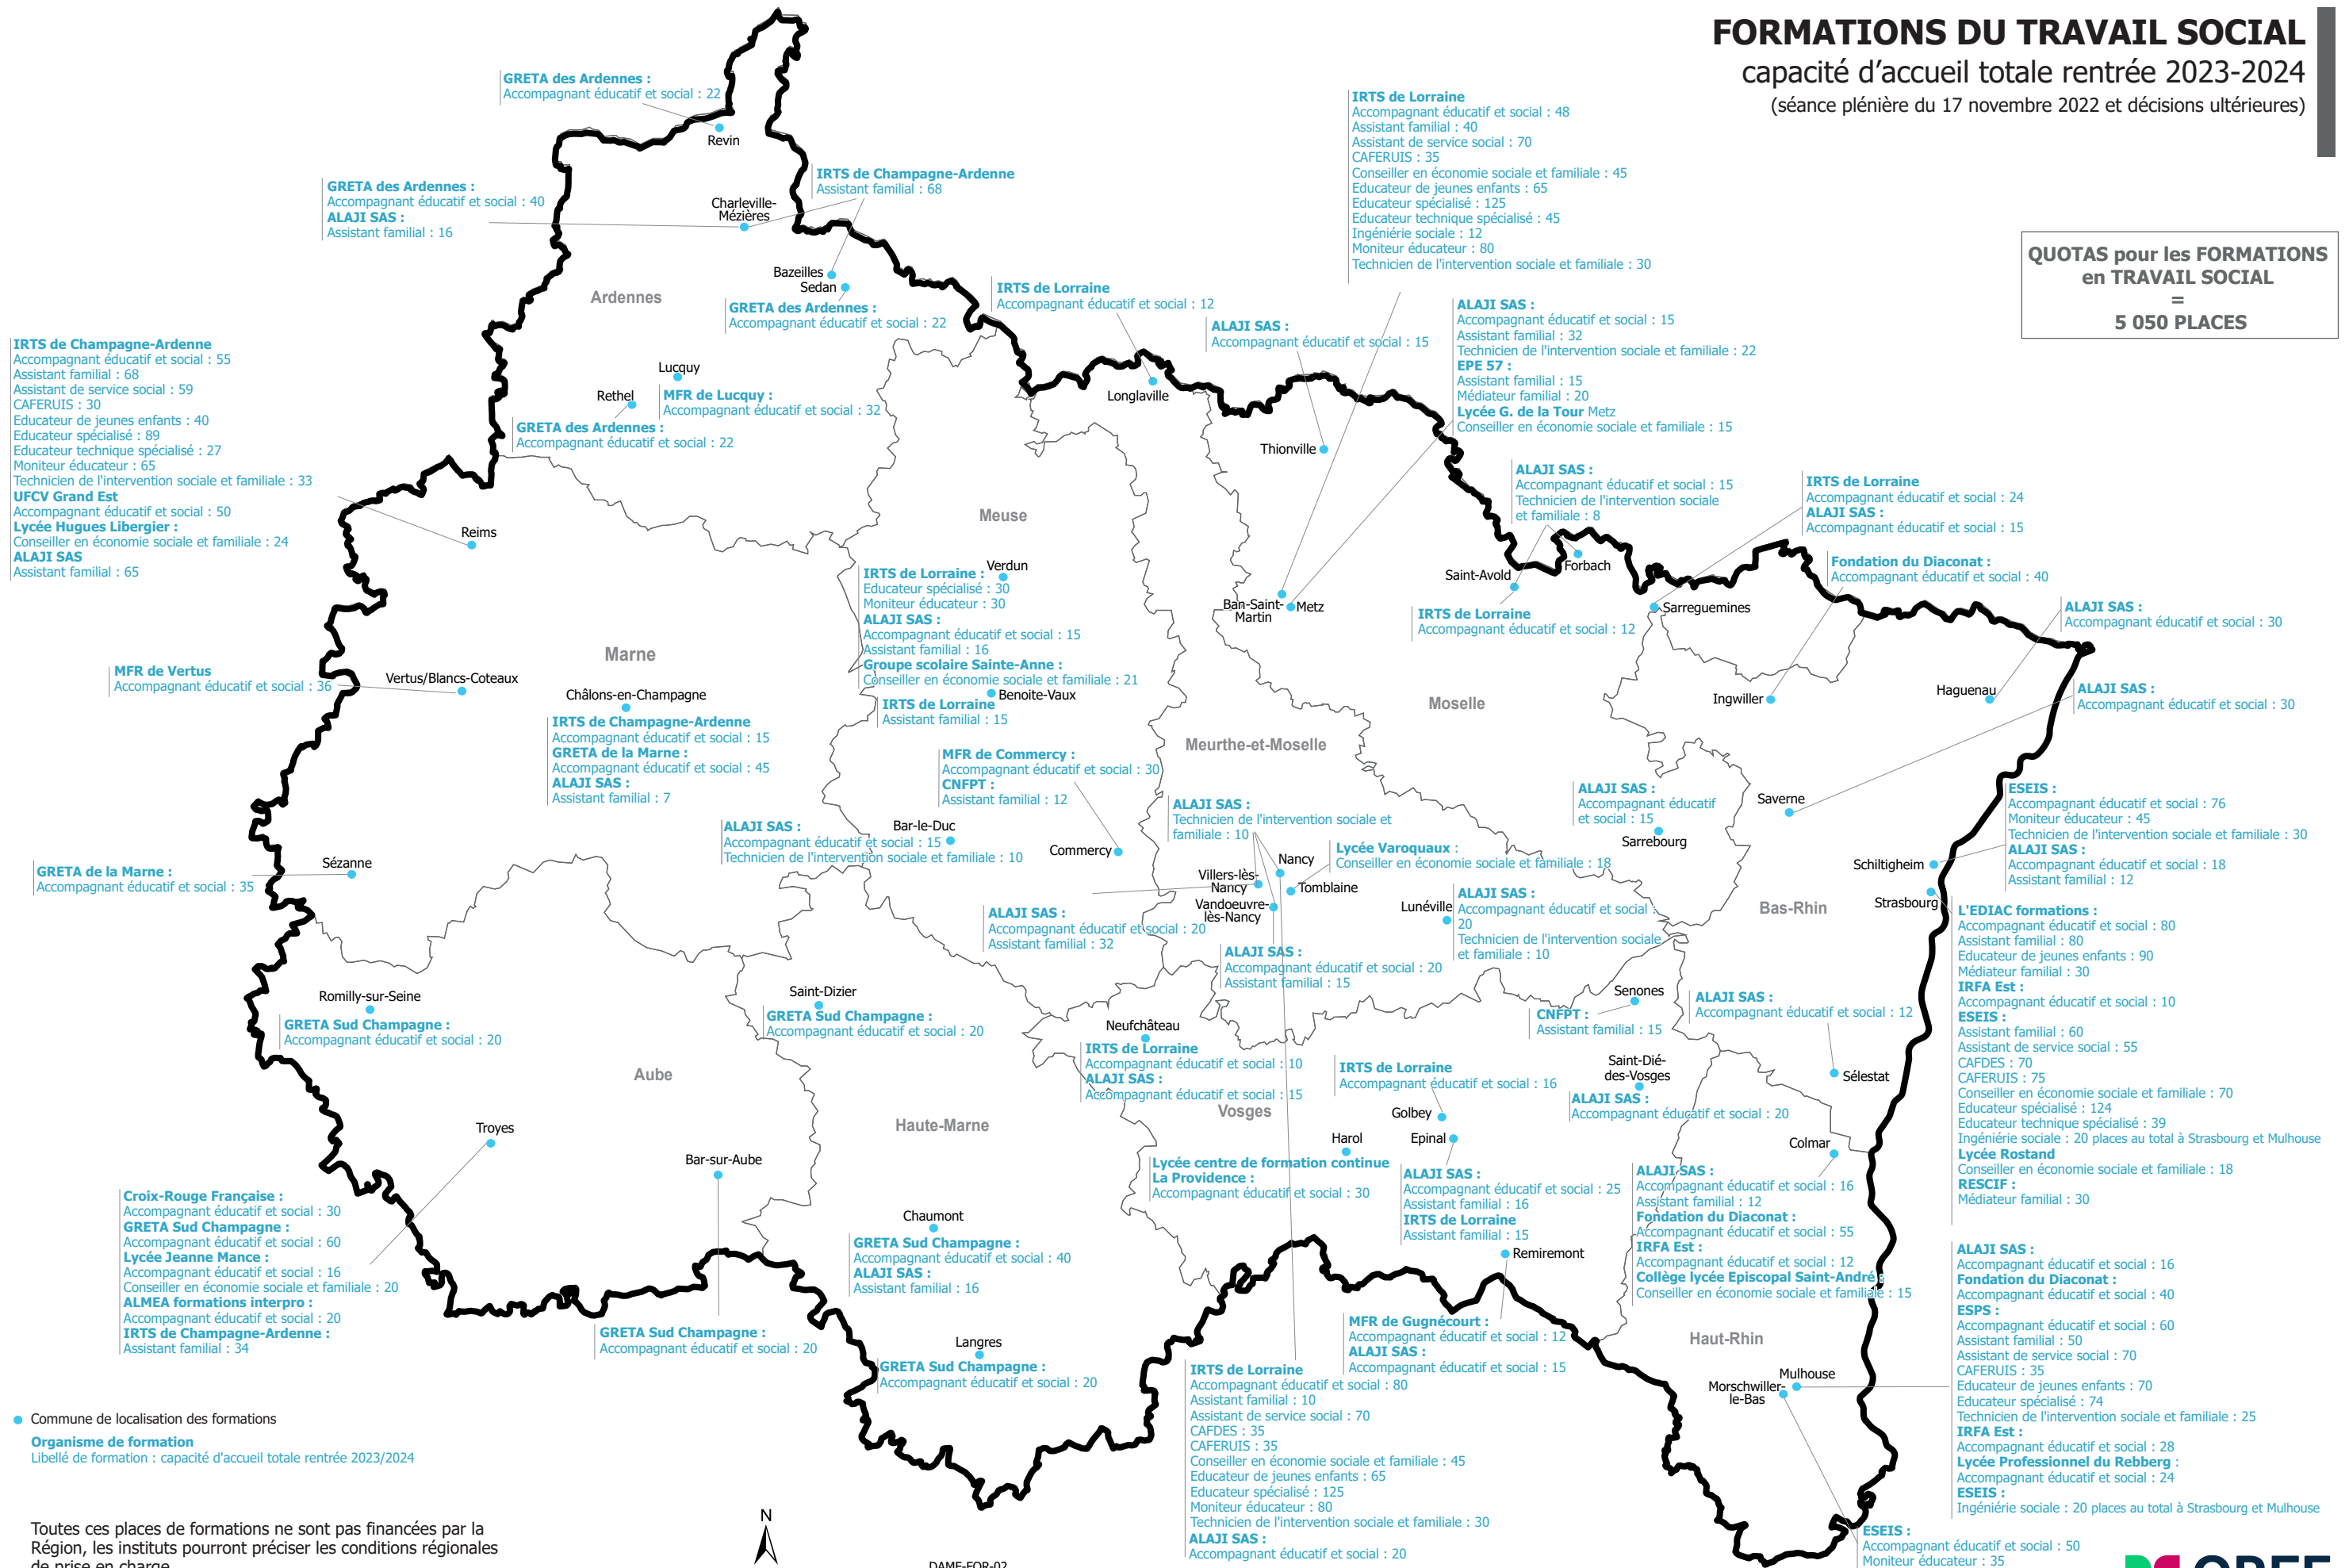 FORMATIONS DU TRAVAIL SOCIAL
capacité d'accueil totale rentrée 2023-2024
(séance plénière du 17 novembre 2022 et décisions ultérieures)
QUOTAS pour les FORMATIONS
en TRAVAIL SOCIAL
=
5 050 PLACES
GRETA des Ardennes :
Accompagnant éducatif et social : 22
Revin
GRETA des Ardennes :
Accompagnant éducatif et social : 40
ALAJI SAS :
Assistant familial : 16
Charleville-
Mézières
IRTS de Champagne-Ardenne
Assistant familial : 68
Bazeilles
Sedan
GRETA des Ardennes :
Accompagnant éducatif et social : 22
Ardennes
Lucquy
MFR de Lucquy :
Accompagnant éducatif et social : 32
Rethel
GRETA des Ardennes :
Accompagnant éducatif et social : 22
IRTS de Lorraine
Accompagnant éducatif et social : 12
Longlaville
ALAJI SAS :
Accompagnant éducatif et social : 15
Thionville
IRTS de Lorraine
Accompagnant éducatif et social : 48
Assistant familial : 40
Assistant de service social : 70
CAFERUIS : 35
Conseiller en économie sociale et familiale : 45
Educateur de jeunes enfants : 65
Educateur spécialisé : 125
Educateur technique spécialisé : 45
Ingéniérie sociale : 12
Moniteur éducateur : 80
Technicien de l'intervention sociale et familiale : 30
ALAJI SAS :
Accompagnant éducatif et social : 15
Assistant familial : 32
Technicien de l'intervention sociale et familiale : 22
EPE 57 :
Assistant familial : 15
Médiateur familial : 20
Lycée G. de la Tour Metz
Conseiller en économie sociale et familiale : 15
Ban-Saint-
Martin
Metz
ALAJI SAS :
Accompagnant éducatif et social : 15
Technicien de l'intervention sociale
et familiale : 8
Saint-Avold
Forbach
IRTS de Lorraine
Accompagnant éducatif et social : 12
IRTS de Lorraine
Accompagnant éducatif et social : 24
ALAJI SAS :
Accompagnant éducatif et social : 15
Sarreguemines
Fondation du Diaconat :
Accompagnant éducatif et social : 40
Ingwiller
ALAJI SAS :
Accompagnant éducatif et social : 30
Haguenau
ALAJI SAS :
Accompagnant éducatif et social : 30
Saverne
IRTS de Champagne-Ardenne
Accompagnant éducatif et social : 55
Assistant familial : 68
Assistant de service social : 59
CAFERUIS : 30
Educateur de jeunes enfants : 40
Educateur spécialisé : 89
Educateur technique spécialisé : 27
Moniteur éducateur : 65
Technicien de l'intervention sociale et familiale : 33
UFCV Grand Est
Accompagnant éducatif et social : 50
Lycée Hugues Libergier :
Conseiller en économie sociale et familiale : 24
ALAJI SAS
Assistant familial : 65
Reims
Meuse
Verdun
IRTS de Lorraine :
Educateur spécialisé : 30
Moniteur éducateur : 30
ALAJI SAS :
Accompagnant éducatif et social : 15
Assistant familial : 16
Groupe scolaire Sainte-Anne :
Conseiller en économie sociale et familiale : 21
Benoite-Vaux
IRTS de Lorraine
Assistant familial : 15
Marne
MFR de Vertus
Accompagnant éducatif et social : 36
Vertus/Blancs-Coteaux
Châlons-en-Champagne
IRTS de Champagne-Ardenne
Accompagnant éducatif et social : 15
GRETA de la Marne :
Accompagnant éducatif et social : 45
ALAJI SAS :
Assistant familial : 7
Moselle
Meurthe-et-Moselle
MFR de Commercy :
Accompagnant éducatif et social : 30
CNFPT :
Assistant familial : 12
Commercy
ALAJI SAS :
Accompagnant éducatif et social : 15
Technicien de l'intervention sociale et familiale : 10
Bar-le-Duc
ALAJI SAS :
Technicien de l'intervention sociale et
familiale : 10
Nancy
Villers-lès-
Nancy
Tomblaine
Vandoeuvre-
lès-Nancy
Lycée Varoquaux :
Conseiller en économie sociale et familiale : 18
ALAJI SAS :
Accompagnant éducatif et social : 20
Assistant familial : 32
ALAJI SAS :
Accompagnant éducatif et social : 20
Assistant familial : 15
Lunéville
ALAJI SAS :
Accompagnant éducatif et social :
20
Technicien de l'intervention sociale
et familiale : 10
ALAJI SAS :
Accompagnant éducatif
et social : 15
Sarrebourg
ESEIS :
Accompagnant éducatif et social : 76
Moniteur éducateur : 45
Technicien de l'intervention sociale et familiale : 30
ALAJI SAS :
Accompagnant éducatif et social : 18
Assistant familial : 12
Schiltigheim
Strasbourg
Bas-Rhin
L'EDIAC formations :
Accompagnant éducatif et social : 80
Assistant familial : 80
Educateur de jeunes enfants : 90
Médiateur familial : 30
IRFA Est :
Accompagnant éducatif et social : 10
ESEIS :
Assistant familial : 60
Assistant de service social : 55
CAFDES : 70
CAFERUIS : 75
Conseiller en économie sociale et familiale : 70
Educateur spécialisé : 124
Educateur technique spécialisé : 39
Ingéniérie sociale : 20 places au total à Strasbourg et Mulhouse
Lycée Rostand
Conseiller en économie sociale et familiale : 18
RESCIF :
Médiateur familial : 30
GRETA de la Marne :
Accompagnant éducatif et social : 35
Sézanne
Romilly-sur-Seine
GRETA Sud Champagne :
Accompagnant éducatif et social : 20
Saint-Dizier
GRETA Sud Champagne :
Accompagnant éducatif et social : 20
Aube
Neufchâteau
IRTS de Lorraine
Accompagnant éducatif et social : 10
ALAJI SAS :
Accompagnant éducatif et social : 15
Vosges
IRTS de Lorraine
Accompagnant éducatif et social : 16
Golbey
Senones
CNFPT :
Assistant familial : 15
Saint-Dié-
des-Vosges
ALAJI SAS :
Accompagnant éducatif et social : 20
ALAJI SAS :
Accompagnant éducatif et social : 12
Sélestat
Haute-Marne
Troyes
Croix-Rouge Française :
Accompagnant éducatif et social : 30
GRETA Sud Champagne :
Accompagnant éducatif et social : 60
Lycée Jeanne Mance :
Accompagnant éducatif et social : 16
Conseiller en économie sociale et familiale : 20
ALMEA formations interpro :
Accompagnant éducatif et social : 20
IRTS de Champagne-Ardenne :
Assistant familial : 34
Bar-sur-Aube
GRETA Sud Champagne :
Accompagnant éducatif et social : 20
Chaumont
GRETA Sud Champagne :
Accompagnant éducatif et social : 40
ALAJI SAS :
Assistant familial : 16
Langres
GRETA Sud Champagne :
Accompagnant éducatif et social : 20
Harol
Lycée centre de formation continue
La Providence :
Accompagnant éducatif et social : 30
Epinal
ALAJI SAS :
Accompagnant éducatif et social : 25
Assistant familial : 16
IRTS de Lorraine
Assistant familial : 15
Remiremont
MFR de Gugnécourt :
Accompagnant éducatif et social : 12
ALAJI SAS :
Accompagnant éducatif et social : 15
Colmar
ALAJI SAS :
Accompagnant éducatif et social : 16
Assistant familial : 12
Fondation du Diaconat :
Accompagnant éducatif et social : 55
IRFA Est :
Accompagnant éducatif et social : 12
Collège lycée Episcopal Saint-André :
Conseiller en économie sociale et familiale : 15
Haut-Rhin
Mulhouse
Morschwiller-
le-Bas
ALAJI SAS :
Accompagnant éducatif et social : 16
Fondation du Diaconat :
Accompagnant éducatif et social : 40
ESPS :
Accompagnant éducatif et social : 60
Assistant familial : 50
Assistant de service social : 70
CAFERUIS : 35
Educateur de jeunes enfants : 70
Educateur spécialisé : 74
Technicien de l'intervention sociale et familiale : 25
IRFA Est :
Accompagnant éducatif et social : 28
Lycée Professionnel du Rebberg :
Accompagnant éducatif et social : 24
ESEIS :
Ingéniérie sociale : 20 places au total à Strasbourg et Mulhouse
ESEIS :
Accompagnant éducatif et social : 50
Moniteur éducateur : 35
IRTS de Lorraine
Accompagnant éducatif et social : 80
Assistant familial : 10
Assistant de service social : 70
CAFDES : 35
CAFERUIS : 35
Conseiller en économie sociale et familiale : 45
Educateur de jeunes enfants : 65
Educateur spécialisé : 125
Moniteur éducateur : 80
Technicien de l'intervention sociale et familiale : 30
ALAJI SAS :
Accompagnant éducatif et social : 20
Commune de localisation des formations
Organisme de formation
Libellé de formation : capacité d'accueil totale rentrée 2023/2024
Toutes ces places de formations ne sont pas financées par la
Région, les instituts pourront préciser les conditions régionales
de prise en charge
N
DAME-FOR-02